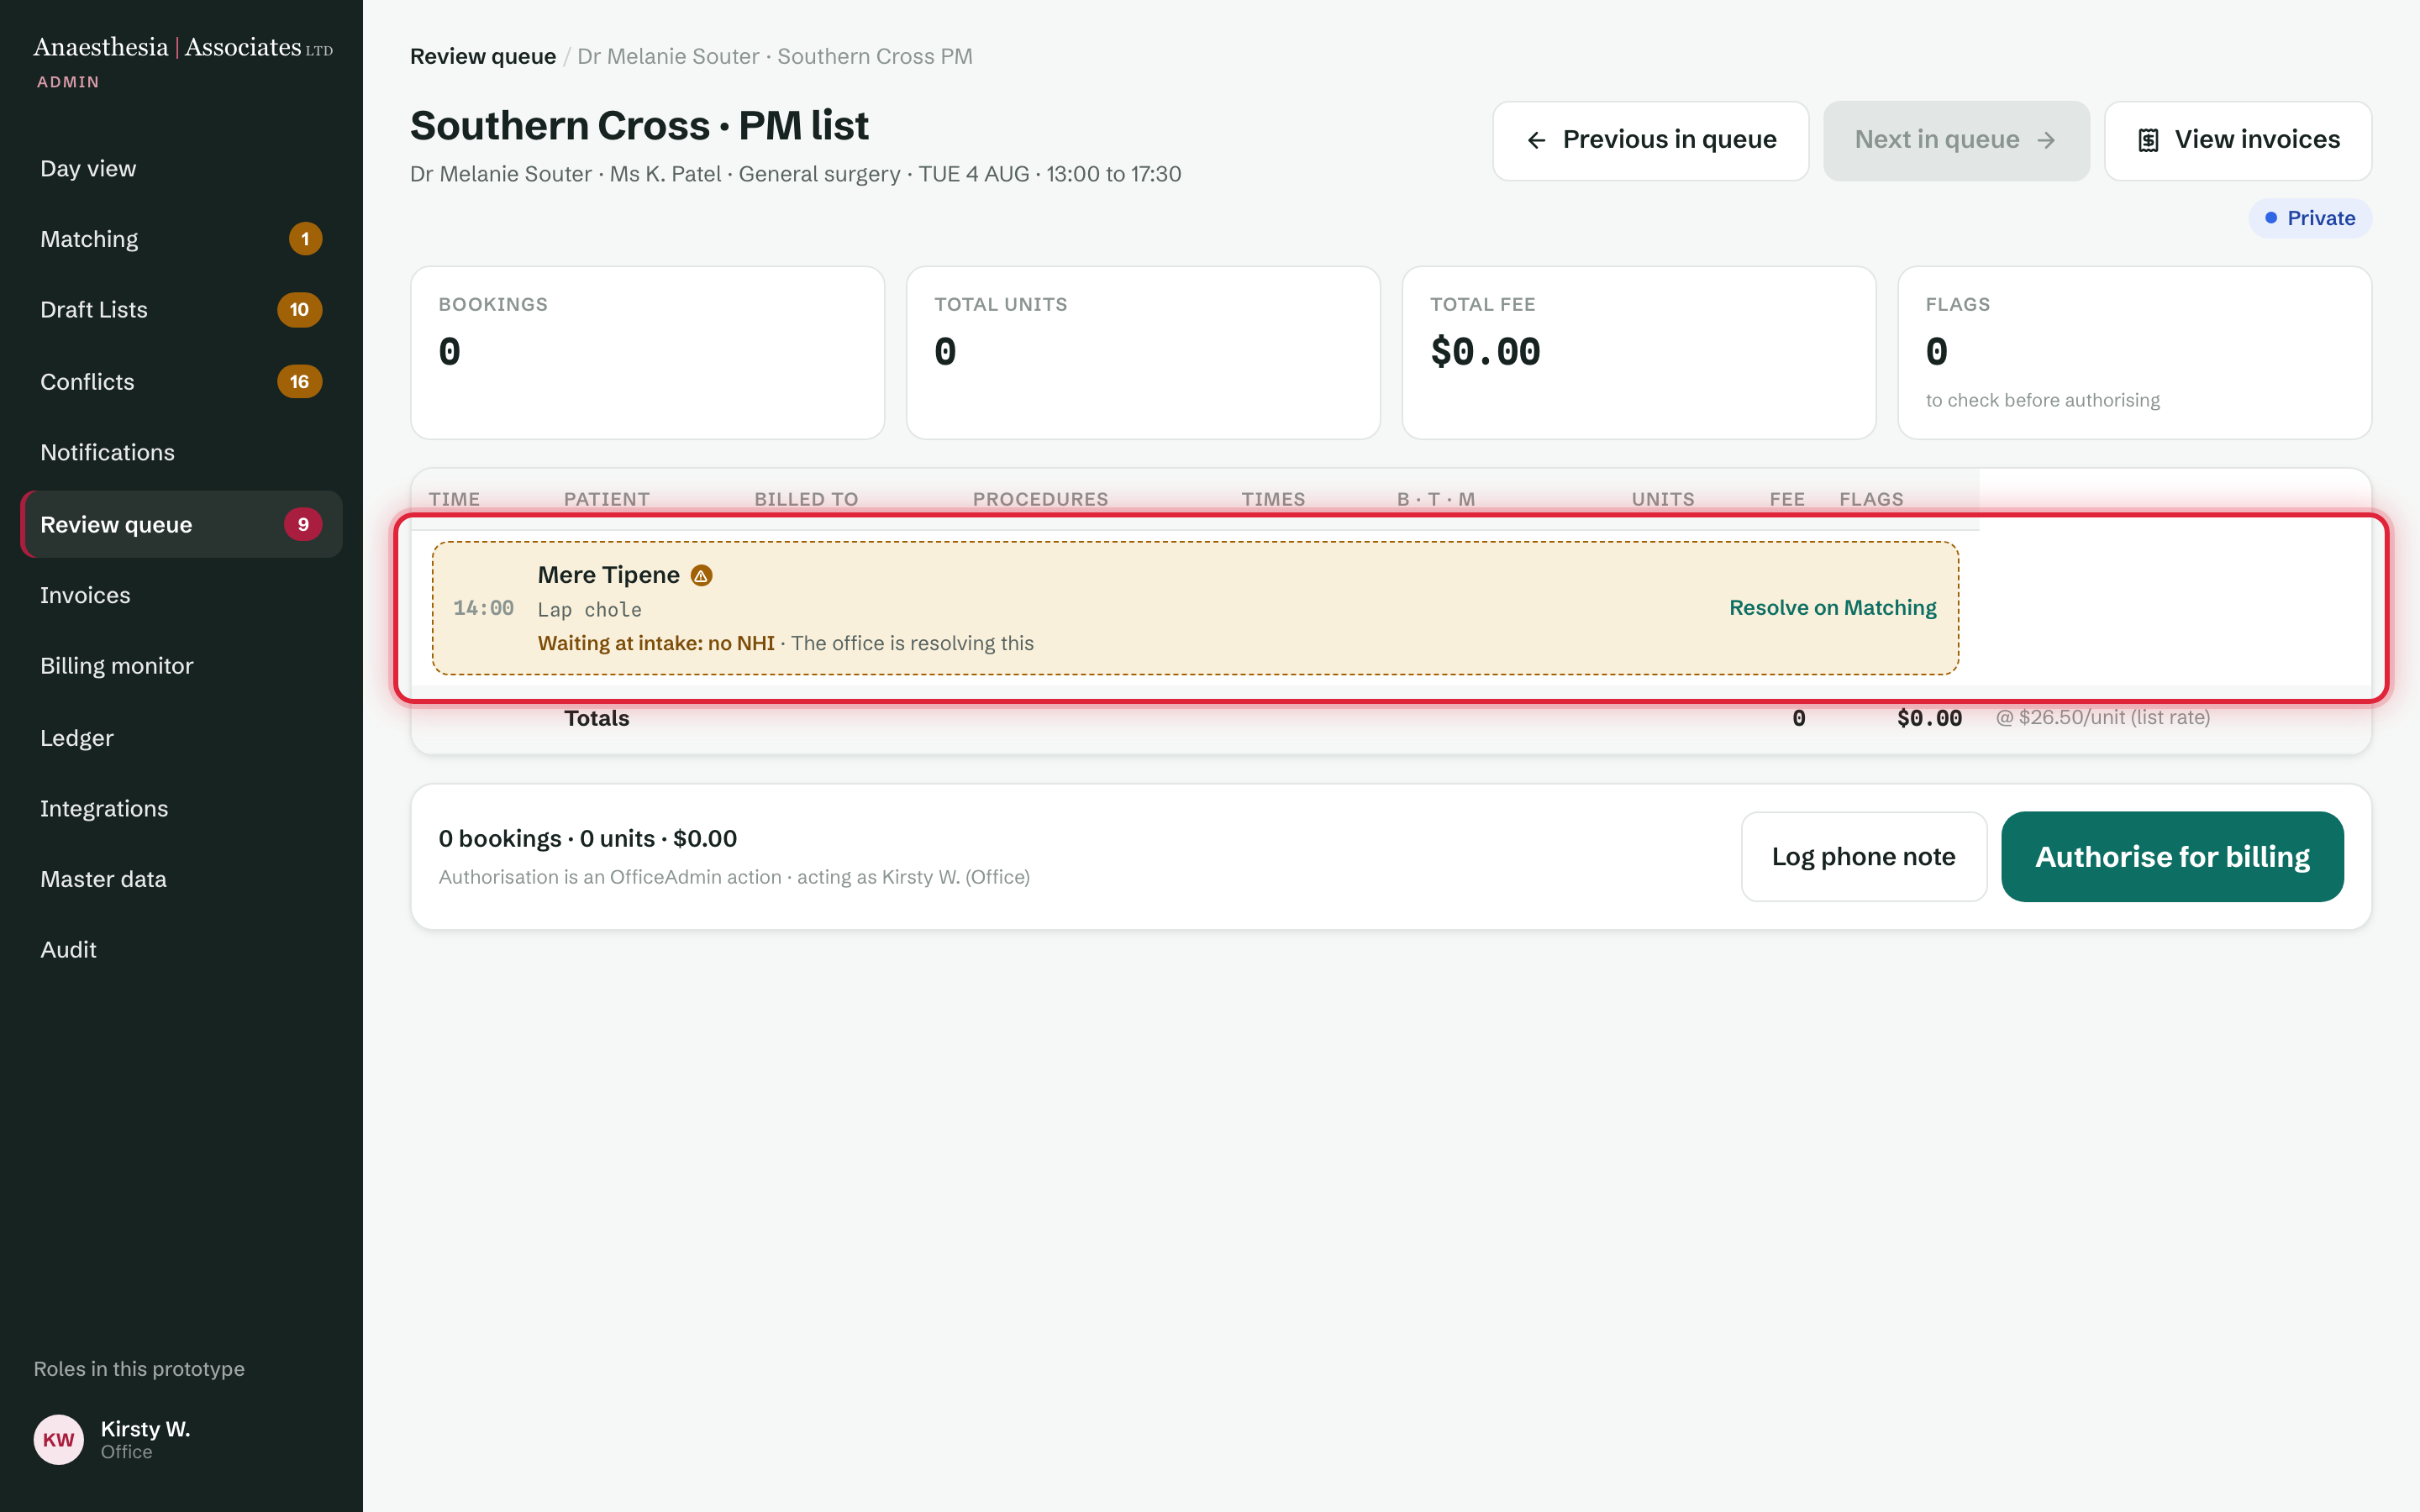 Anaesthesia | Associates LTD
ADMIN
Day view
Matching 1
Draft Lists 10
Conflicts 16
Notifications
Review queue 9
Invoices
Billing monitor
Ledger
Integrations
Master data
Audit
Roles in this prototype
KW
Kirsty W.
Office
Review queue / Dr Melanie Souter · Southern Cross PM
Southern Cross · PM list
Dr Melanie Souter · Ms K. Patel · General surgery · TUE 4 AUG · 13:00 to 17:30
← Previous in queue
Next in queue →
View invoices
Private
BOOKINGS
0
TOTAL UNITS
0
TOTAL FEE
$0.00
FLAGS
0
to check before authorising
TIME PATIENT BILLED TO PROCEDURES TIMES B · T · M UNITS FEE FLAGS
14:00
Mere Tipene
Lap chole
Waiting at intake: no NHI · The office is resolving this
Resolve on Matching
Totals 0 $0.00 @ $26.50/unit (list rate)
0 bookings · 0 units · $0.00
Authorisation is an OfficeAdmin action · acting as Kirsty W. (Office)
Log phone note
Authorise for billing